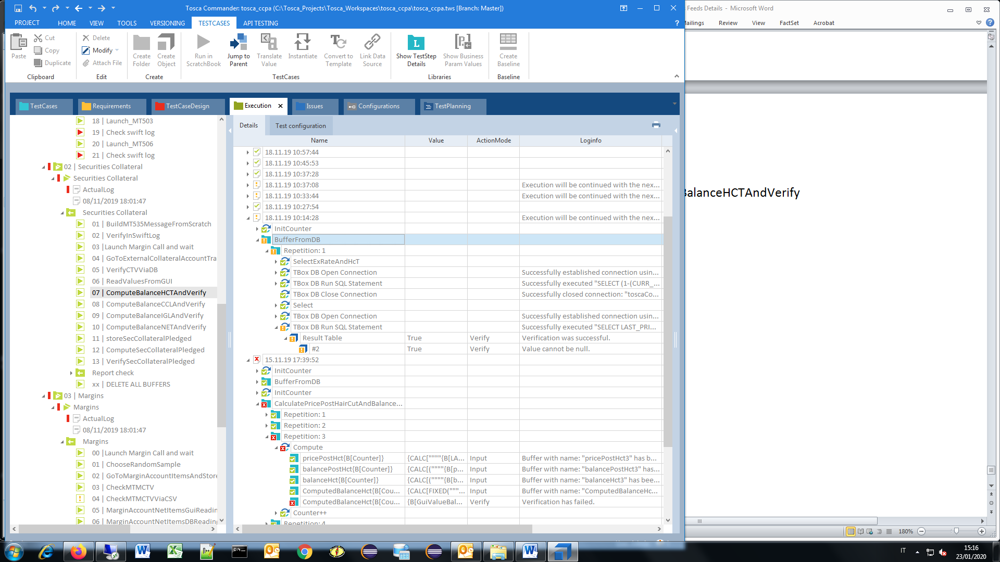 Tosca Commander: tosca_ccpa (C:\Tosca_Projects\Tosca_Workspaces\tosca_ccpa\tosca_ccpa.tws [Branch: Master])
Feeds Details - Microsoft Word
PROJECT HOME VIEW TOOLS VERSIONING TESTCASES API TESTING ?
Mailings Review View FactSet Acrobat
Paste
Cut
Copy
Duplicate
Clipboard
Delete
Modify
Attach File
Edit
Create Folder
Create Object
Create
Run in ScratchBook
Jump to Parent
Translate Value
Instantiate
Convert to Template
Link Data Source
TestCases
Show TestStep Details
Show Business Param Values
Libraries
Create Baseline
Baseline
TestCases Requirements TestCaseDesign Execution Issues Configurations TestPlanning
18 | Launch_MT503
19 | Check swift log
20 | Launch_MT506
21 | Check swift log
02 | Securities Collateral
Securities Collateral
ActualLog
08/11/2019 18:01:47
Securities Collateral
01 | BuildMT535MessageFromScratch
02 | VerifyInSwiftLog
03 |Launch Margin Call and wait
04 | GoToExternalCollateralAccountTra
05 | VerifyCTVViaDB
06 | ReadValuesFromGUI
07 | ComputeBalanceHCTAndVerify
08 | ComputeBalanceCCLAndVerify
09 | ComputeBalanceIGLAndVerify
10 | ComputeBalanceNETAndVerify
11 | storeSecCollateralPledged
12 | ComputeSecCollateralPledged
13 | VerifySecCollateralPledged
Report check
xx | DELETE ALL BUFFERS
03 | Margins
Margins
ActualLog
08/11/2019 18:01:47
Margins
00 |Launch Margin Call and wait
01 | ChooseRandomSample
02 | GoToMarginAccountItemsAndStore
03 | CheckMTMCTV
04 | CheckMTMCTVViaCSV
05 | MarginAccountNetItemsGuiReadin
06 | MarginAccountNetItemsDBReading
Details Test configuration
Name Value ActionMode Loginfo
18.11.19 10:57:44
18.11.19 10:45:53
18.11.19 10:37:28
18.11.19 10:37:08 Execution will be continued with the nex...
18.11.19 10:33:44 Execution will be continued with the nex...
18.11.19 10:27:54
18.11.19 10:14:28 Execution will be continued with the nex...
InitCounter
BufferFromDB
Repetition: 1
SelectExRateAndHcT
TBox DB Open Connection Successfully established connection usin...
TBox DB Run SQL Statement Successfully executed "SELECT (1-(CURR_...
TBox DB Close Connection Successfully closed connection: "toscaCo...
Select
TBox DB Open Connection Successfully established connection usin...
TBox DB Run SQL Statement Successfully executed "SELECT LAST_PRI...
Result Table True Verify Verification was successful.
#2 True Verify Value cannot be null.
15.11.19 17:39:52
InitCounter
BufferFromDB
InitCounter
CalculatePricePostHairCutAndBalance...
Repetition: 1
Repetition: 2
Repetition: 3
Compute
pricePostHct{B[Counter]} {CALC[""""{B[LA... Input Buffer with name: "pricePostHct3" has b...
balancePostHct{B[Counter]} {CALC[(""""{B[p... Input Buffer with name: "balancePostHct3" has...
balanceHct{B[Counter]} {CALC[(""""{B[b... Input Buffer with name: "balanceHct3" has bee...
ComputedBalanceHct{B[Cou... {CALC[FIXED("""... Input Buffer with name: "ComputedBalanceHc...
ComputedBalanceHct{B[Cou... {B[GuiValueBal... Verify Verification has failed.
Counter++
Repetition: 4
BalanceHCTAndVerify
180%
IT
15:16
23/01/2020